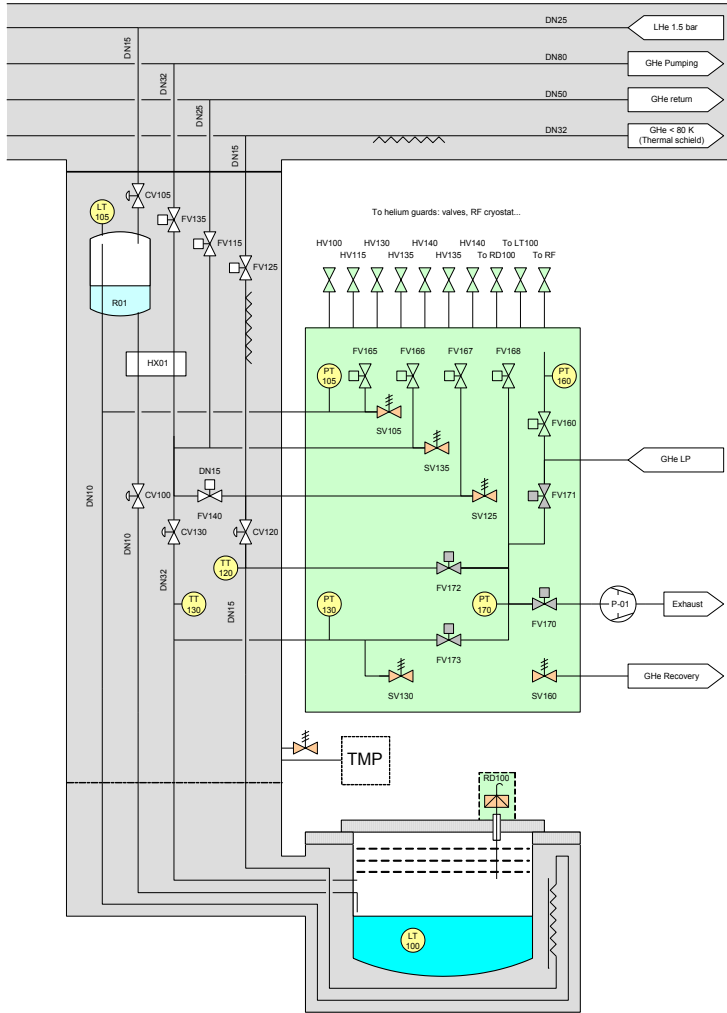 DN25
LHe 1.5 bar
DN15
DN80
GHe Pumping
DN32
DN50
GHe return
DN25
DN32
GHe < 80 K
(Thermal schield)
DN15
CV105
LT
105
FV135
FV115
FV125
R01
HX01
To helium guards: valves, RF cryostat...
HV100
HV130
HV140
HV140
To LT100
HV115
HV135
HV135
To RD100
To RF
FV165
FV166
FV167
FV168
PT
105
PT
160
SV105
FV160
SV135
GHe LP
DN15
DN10
CV100
FV140
SV125
FV171
CV130
CV120
DN10
TT
120
FV172
DN32
DN15
TT
130
PT
130
PT
170
FV170
P-01
Exhaust
FV173
SV130
SV160
GHe Recovery
TMP
RD100
LT
100